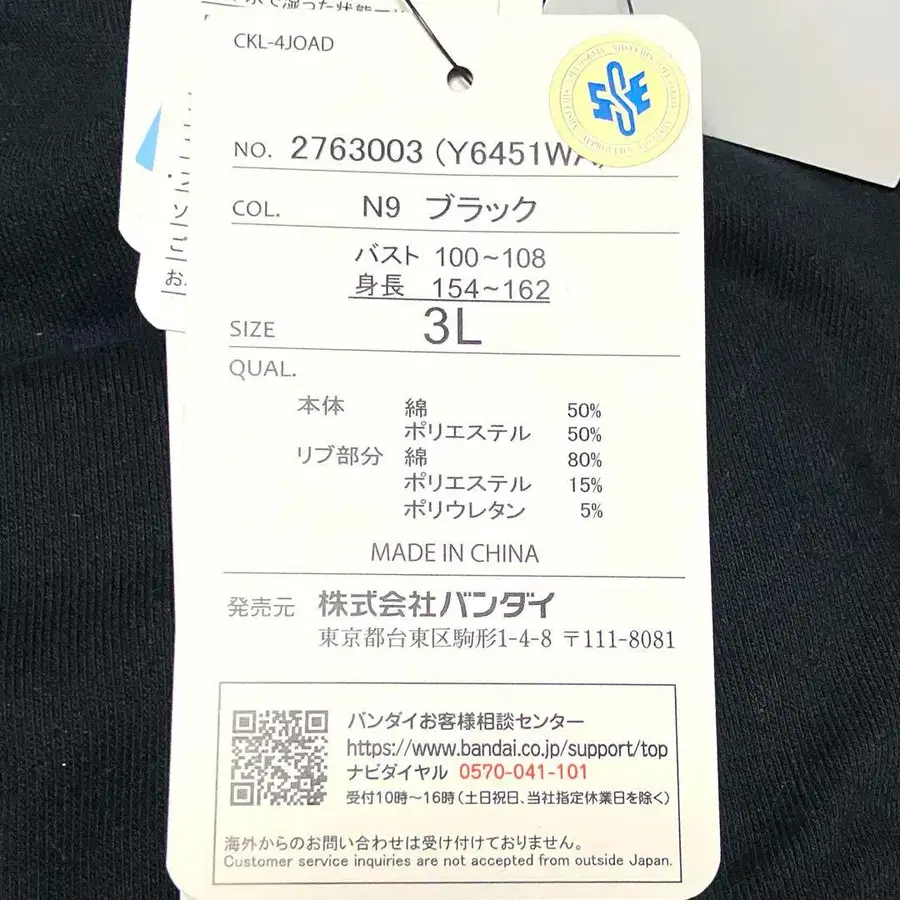 CKL-4JOAD
NO. 2763003 (Y6451WA
COL. N9 ブラック
バスト 100~108
身長 154~162
SIZE 3L
QUAL.
本体 綿 50%
ポリエステル 50%
リブ部分 綿 80%
ポリエステル 15%
ポリウレタン 5%
MADE IN CHINA
発売元 株式会社バンダイ
東京都台東区駒形1-4-8 〒111-8081
バンダイお客様相談センター
https://www.bandai.co.jp/support/top
ナビダイヤル 0570-041-101
受付10時~16時(土日祝日、当社指定休業日を除く)
海外からのお問い合わせは受け付けておりません。
Customer service inquiries are not accepted from outside Japan.